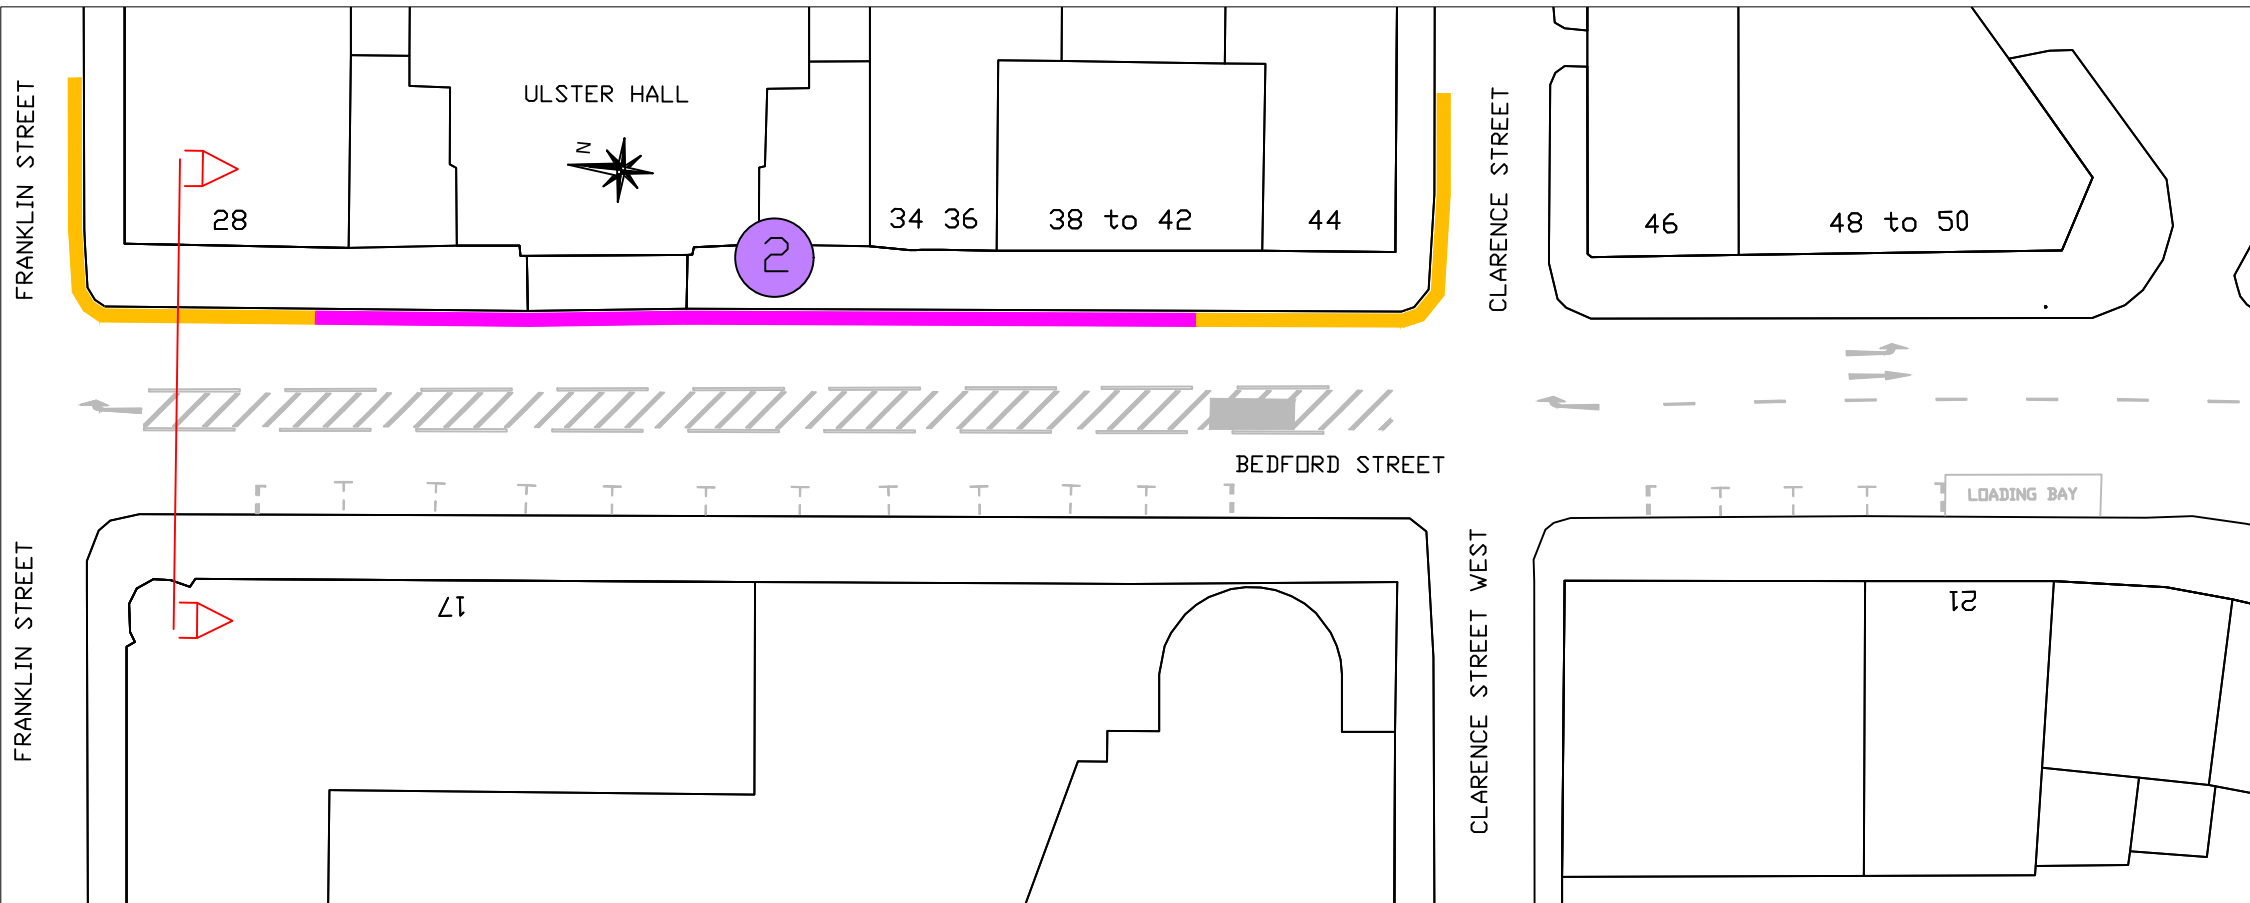 FRANKLIN STREET
ULSTER HALL
N
CLARENCE STREET
28
34 36
38 to 42
44
46
48 to 50
2
BEDFORD STREET
LOADING BAY
FRANKLIN STREET
17
CLARENCE STREET WEST
21